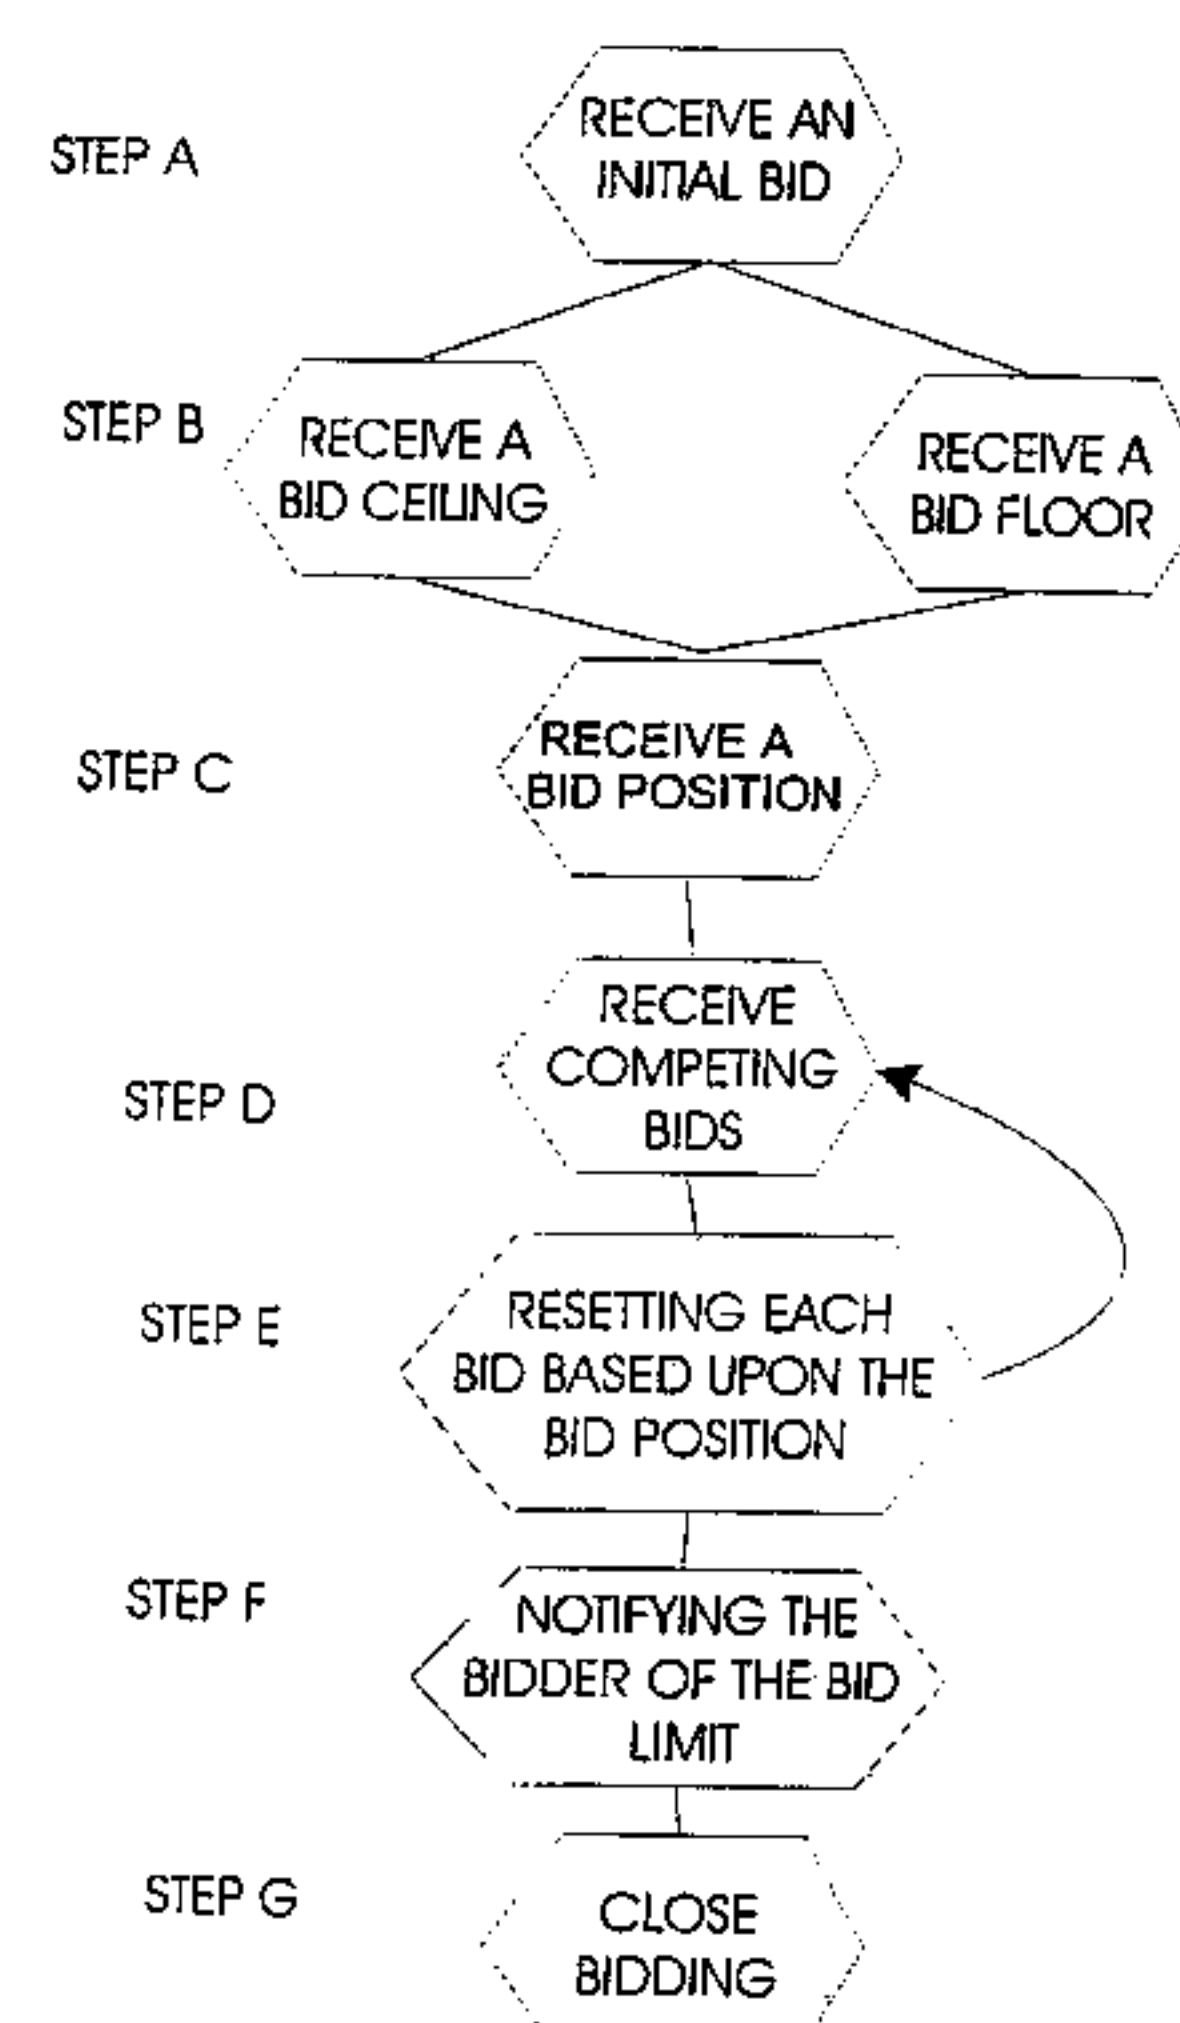 STEP A
RECEIVE AN
INITIAL BID
STEP B
RECEIVE A
BID CEILING
RECEIVE A
BID FLOOR
STEP C
RECEIVE A
BID POSITION
STEP D
RECEIVE
COMPETING
BIDS
STEP E
RESETTING EACH
BID BASED UPON THE
BID POSITION
STEP F
NOTIFYING THE
BIDDER OF THE BID
LIMIT
STEP G
CLOSE
BIDDING